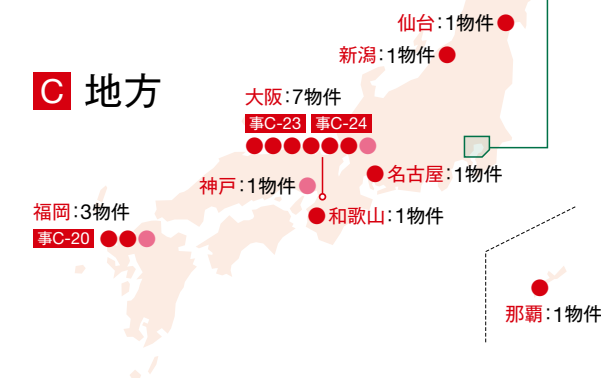 仙台：1物件
新潟：1物件
C 地方
大阪：7物件
事C-23 事C-24
名古屋：1物件
神戸：1物件
和歌山：1物件
福岡：3物件
事C-20
那覇：1物件